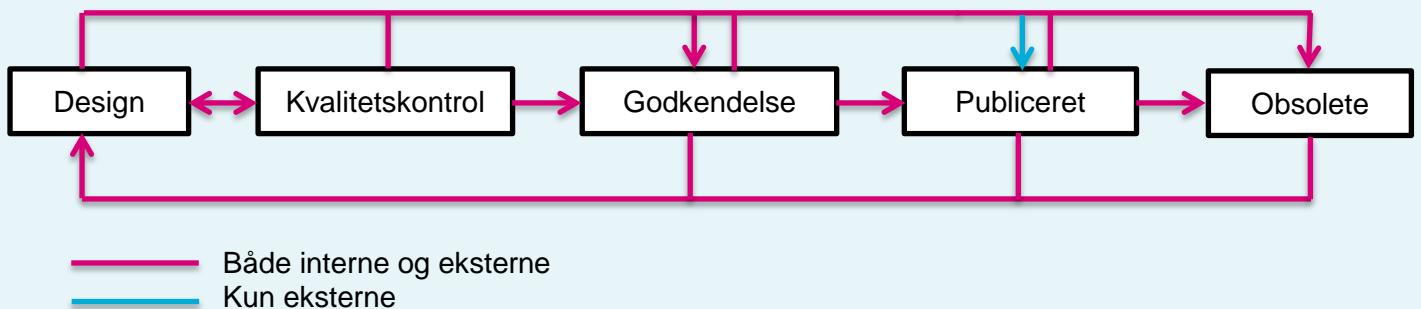 Design
Kvalitetskontrol
Godkendelse
Publiceret
Obsolete
Både interne og eksterne
Kun eksterne